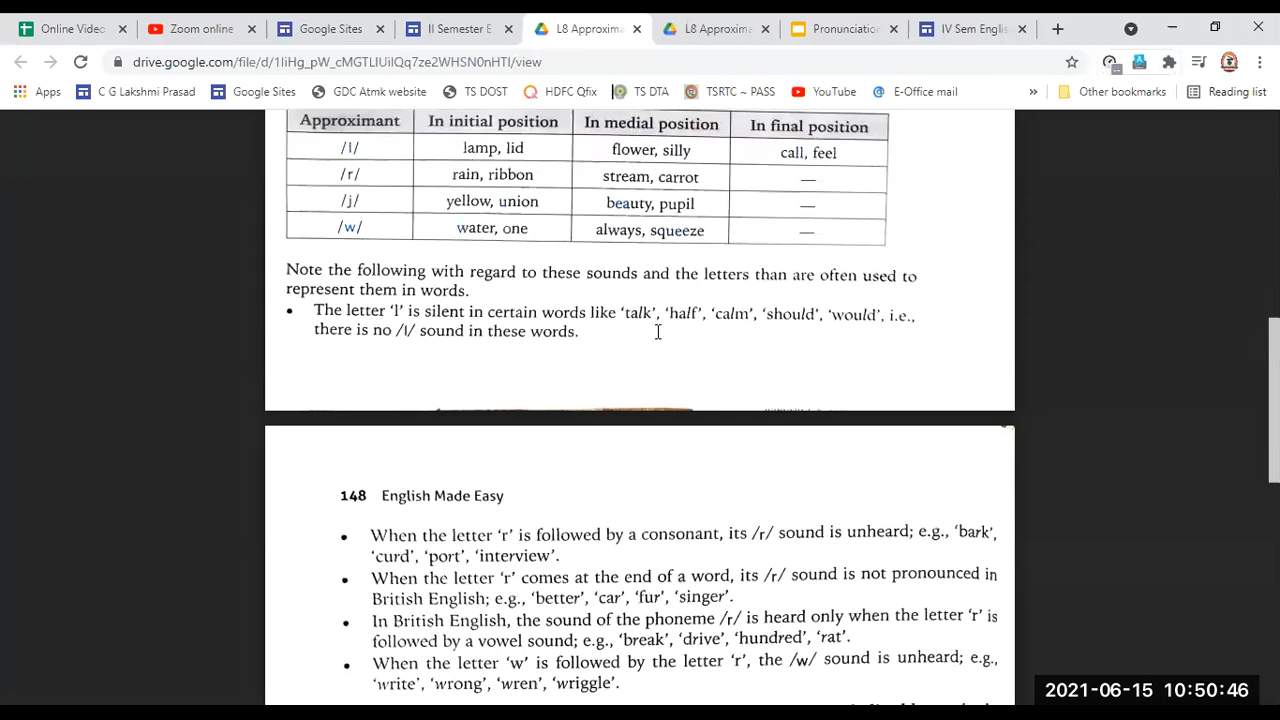 Online Video
Zoom online
Google Sites
II Semester E
L8 Approxima
L8 Approxim
Pronunciation
IV Sem Englis
drive.google.com/file/d/
Apps
C G Lakshmi Prasad
Google Sites
GDC Atmk website
TS DOST
HDFC Qfix
TS DTA
TSRTC ~ PASS
YouTube
E-Office mail
»
Other bookmarks
Reading list
Approximant In initial position In medial position In final position
/l/ lamp, lid flower, silly call, feel
/r/ rain, ribbon stream, carrot —
/j/ yellow, union beauty, pupil —
/w/ water, one always, squeeze —
Note the following with regard to these sounds and the letters than are often used to
represent them in words.
• The letter ‘l’ is silent in certain words like ‘talk’, ‘half’, ‘calm’, ‘should’, ‘would’, i.e.,
there is no /l/ sound in these words.
148 English Made Easy
• When the letter ‘r’ is followed by a consonant, its /r/ sound is unheard; e.g., ‘bark’,
‘curd’, ‘port’, ‘interview’.
• When the letter ‘r’ comes at the end of a word, its /r/ sound is not pronounced in
British English; e.g., ‘better’, ‘car’, ‘fur’, ‘singer’.
• In British English, the sound of the phoneme /r/ is heard only when the letter ‘r’ is
followed by a vowel sound; e.g., ‘break’, ‘drive’, ‘hundred’, ‘rat’.
• When the letter ‘w’ is followed by the letter ‘r’, the /w/ sound is unheard; e.g.,
‘write’, ‘wrong’, ‘wren’, ‘wriggle’.
2021-06-15 10:50:46